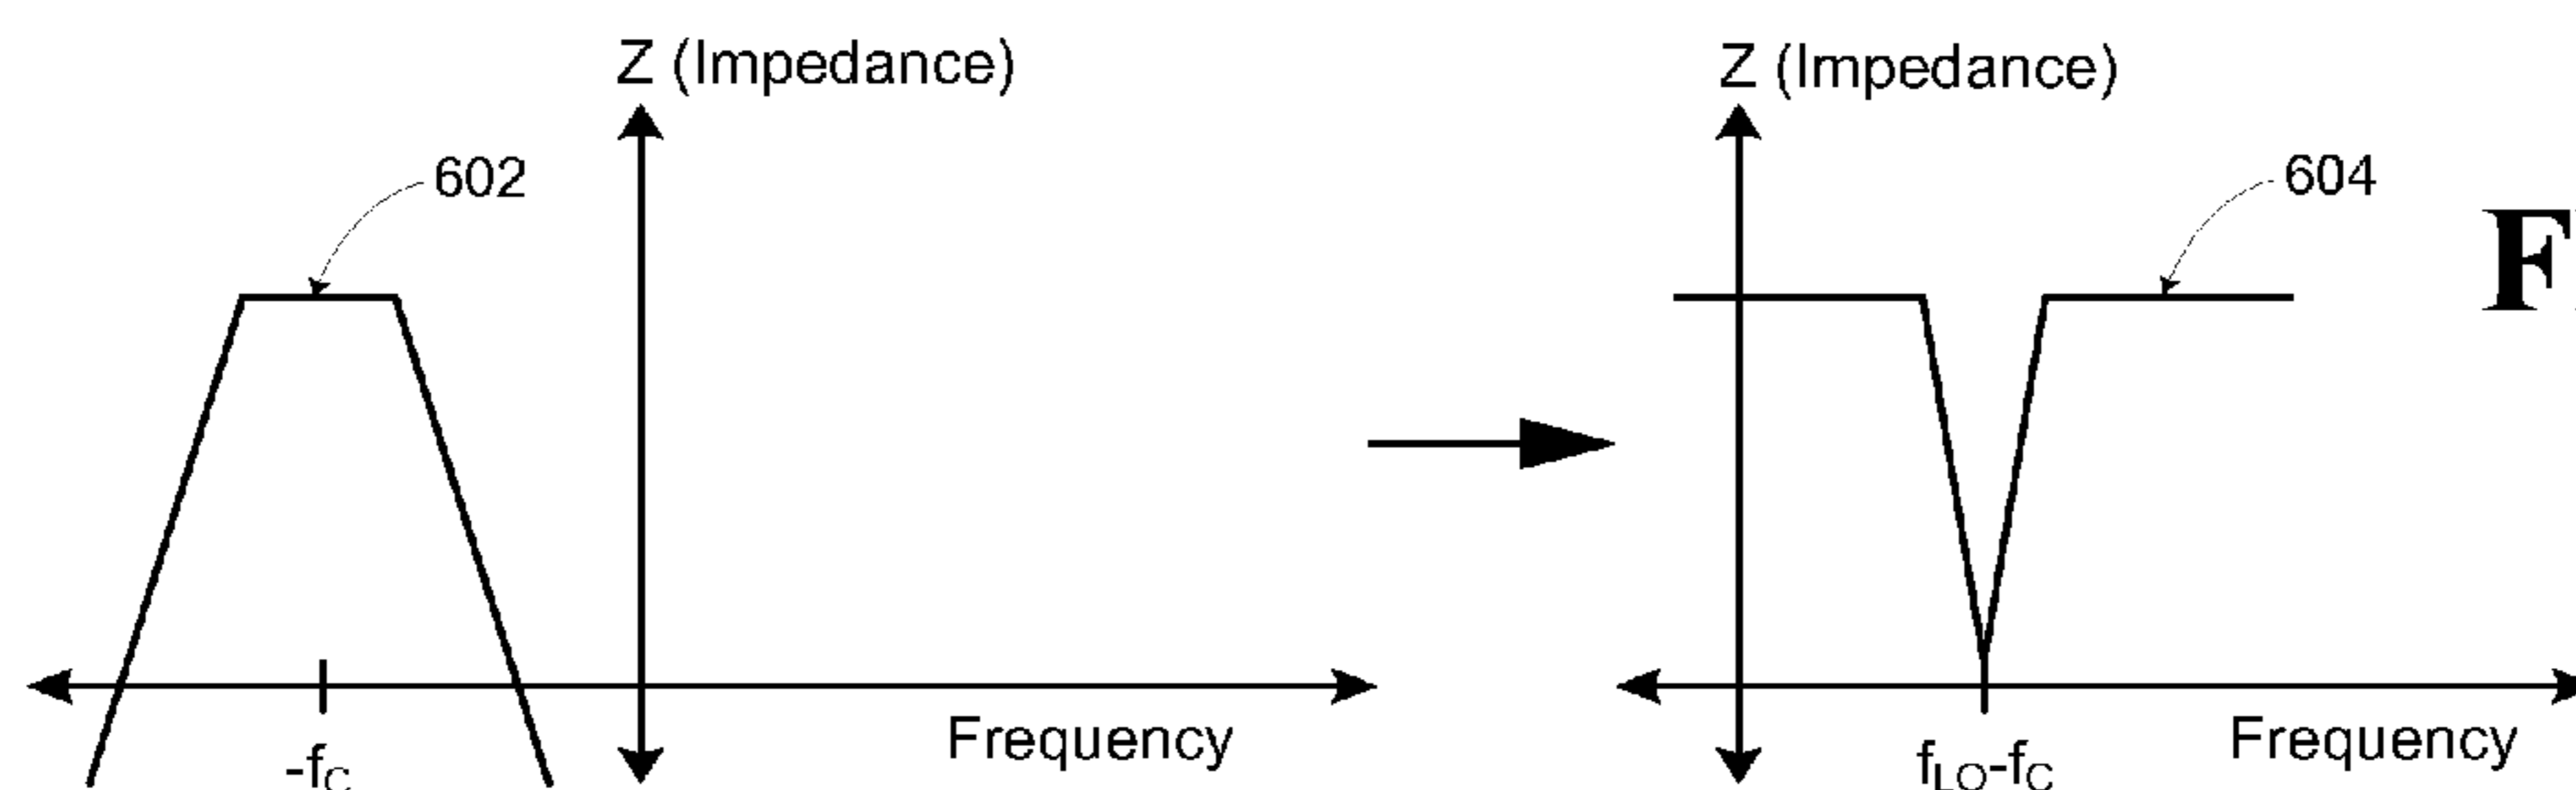 Z (Impedance)
602
-fC
Frequency
Z (Impedance)
604
fLO-fC
Frequency
F